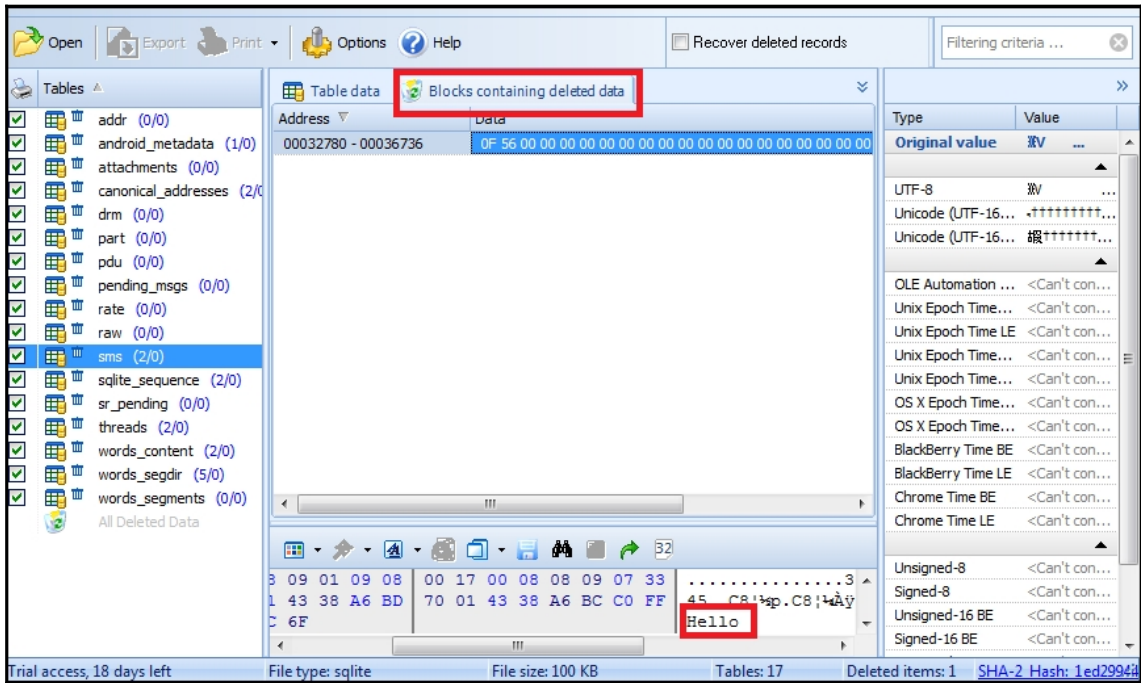 Open Export Print Options Help Recover deleted records Filtering criteria ...
Tables
addr (0/0)
android_metadata (1/0)
attachments (0/0)
canonical_addresses (2/0
drm (0/0)
part (0/0)
pdu (0/0)
pending_msgs (0/0)
rate (0/0)
raw (0/0)
sms (2/0)
sqlite_sequence (2/0)
sr_pending (0/0)
threads (2/0)
words_content (2/0)
words_segdir (5/0)
words_segments (0/0)
All Deleted Data
Table data Blocks containing deleted data
Address Data
00032780 - 00036736 0F 56 00 00 00 00 00 00 00 00 00 00 00 00 00 00 00 00 00 00 00
32
09 01 09 08 00 17 00 08 08 09 07 33 ...............3
43 38 A6 BD 70 01 43 38 A6 BC C0 FF 45 C8¦½p.C8¦¼Àÿ
6F Hello
Type Value
Original value V ...
UTF-8 V ...
Unicode (UTF-16...
Unicode (UTF-16...
OLE Automation ... <Can't con...
Unix Epoch Time... <Can't con...
Unix Epoch Time LE <Can't con...
Unix Epoch Time... <Can't con...
Unix Epoch Time... <Can't con...
OS X Epoch Time... <Can't con...
OS X Epoch Time... <Can't con...
BlackBerry Time BE <Can't con...
BlackBerry Time LE <Can't con...
Chrome Time BE <Can't con...
Chrome Time LE <Can't con...
Unsigned-8 <Can't con...
Signed-8 <Can't con...
Unsigned-16 BE <Can't con...
Signed-16 BE <Can't con...
Trial access, 18 days left File type: sqlite File size: 100 KB Tables: 17 Deleted items: 1 SHA-2 Hash: 1ed2994